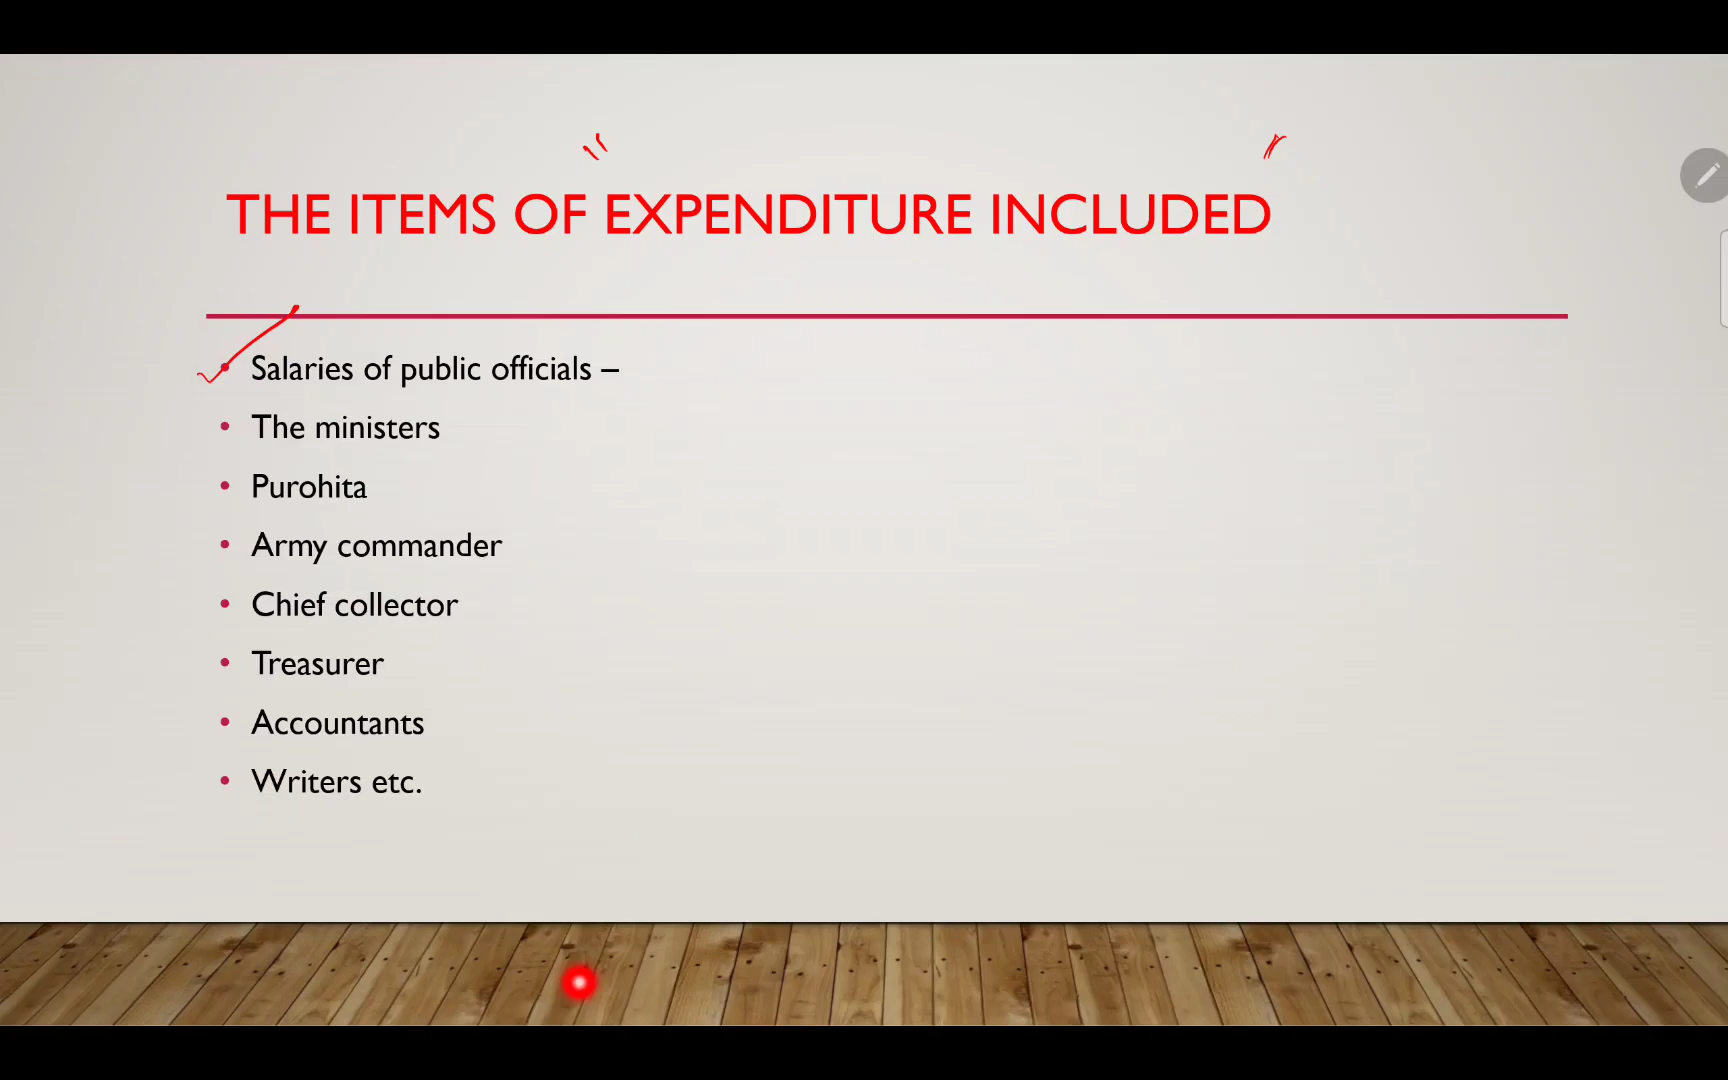 THE ITEMS OF EXPENDITURE INCLUDED
• Salaries of public officials –
• The ministers
• Purohita
• Army commander
• Chief collector
• Treasurer
• Accountants
• Writers etc.